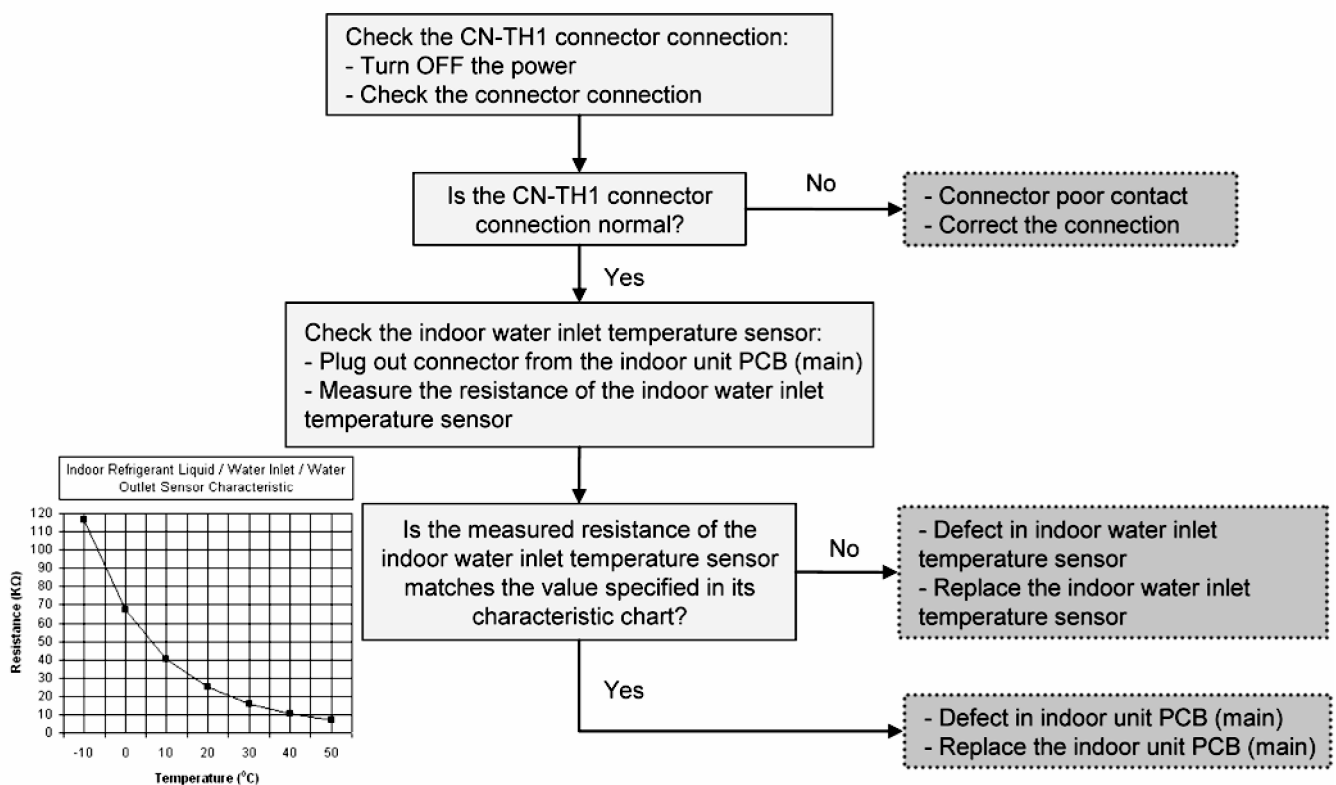 Check the CN-TH1 connector connection:
- Turn OFF the power
- Check the connector connection
Is the CN-TH1 connector
connection normal?
No
- Connector poor contact
- Correct the connection
Yes
Check the indoor water inlet temperature sensor:
- Plug out connector from the indoor unit PCB (main)
- Measure the resistance of the indoor water inlet
temperature sensor
Indoor Refrigerant Liquid / Water Inlet / Water
Outlet Sensor Characteristic
120
110
100
90
80
70
60
50
40
30
20
10
0
Resistance (KΩ)
-10 0 10 20 30 40 50
Temperature (⁰C)
Is the measured resistance of the
indoor water inlet temperature sensor
matches the value specified in its
characteristic chart?
No
- Defect in indoor water inlet
temperature sensor
- Replace the indoor water inlet
temperature sensor
Yes
- Defect in indoor unit PCB (main)
- Replace the indoor unit PCB (main)